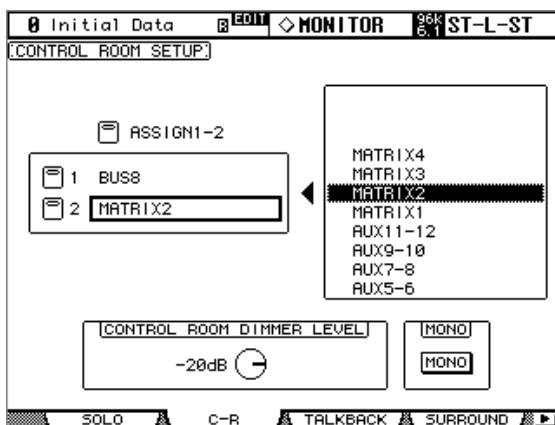 0 Initial Data R EDIT ◇MONITOR 96k 6.1 ST-L-ST
CONTROL ROOM SETUP
ASSIGN1-2
1 BUS8
2 MATRIX2
MATRIX4
MATRIX3
MATRIX2
MATRIX1
AUX11-12
AUX9-10
AUX7-8
AUX5-6
CONTROL ROOM DIMMER LEVEL
-20dB
MONO
MONO
SOLO C-R TALKBACK SURROUND